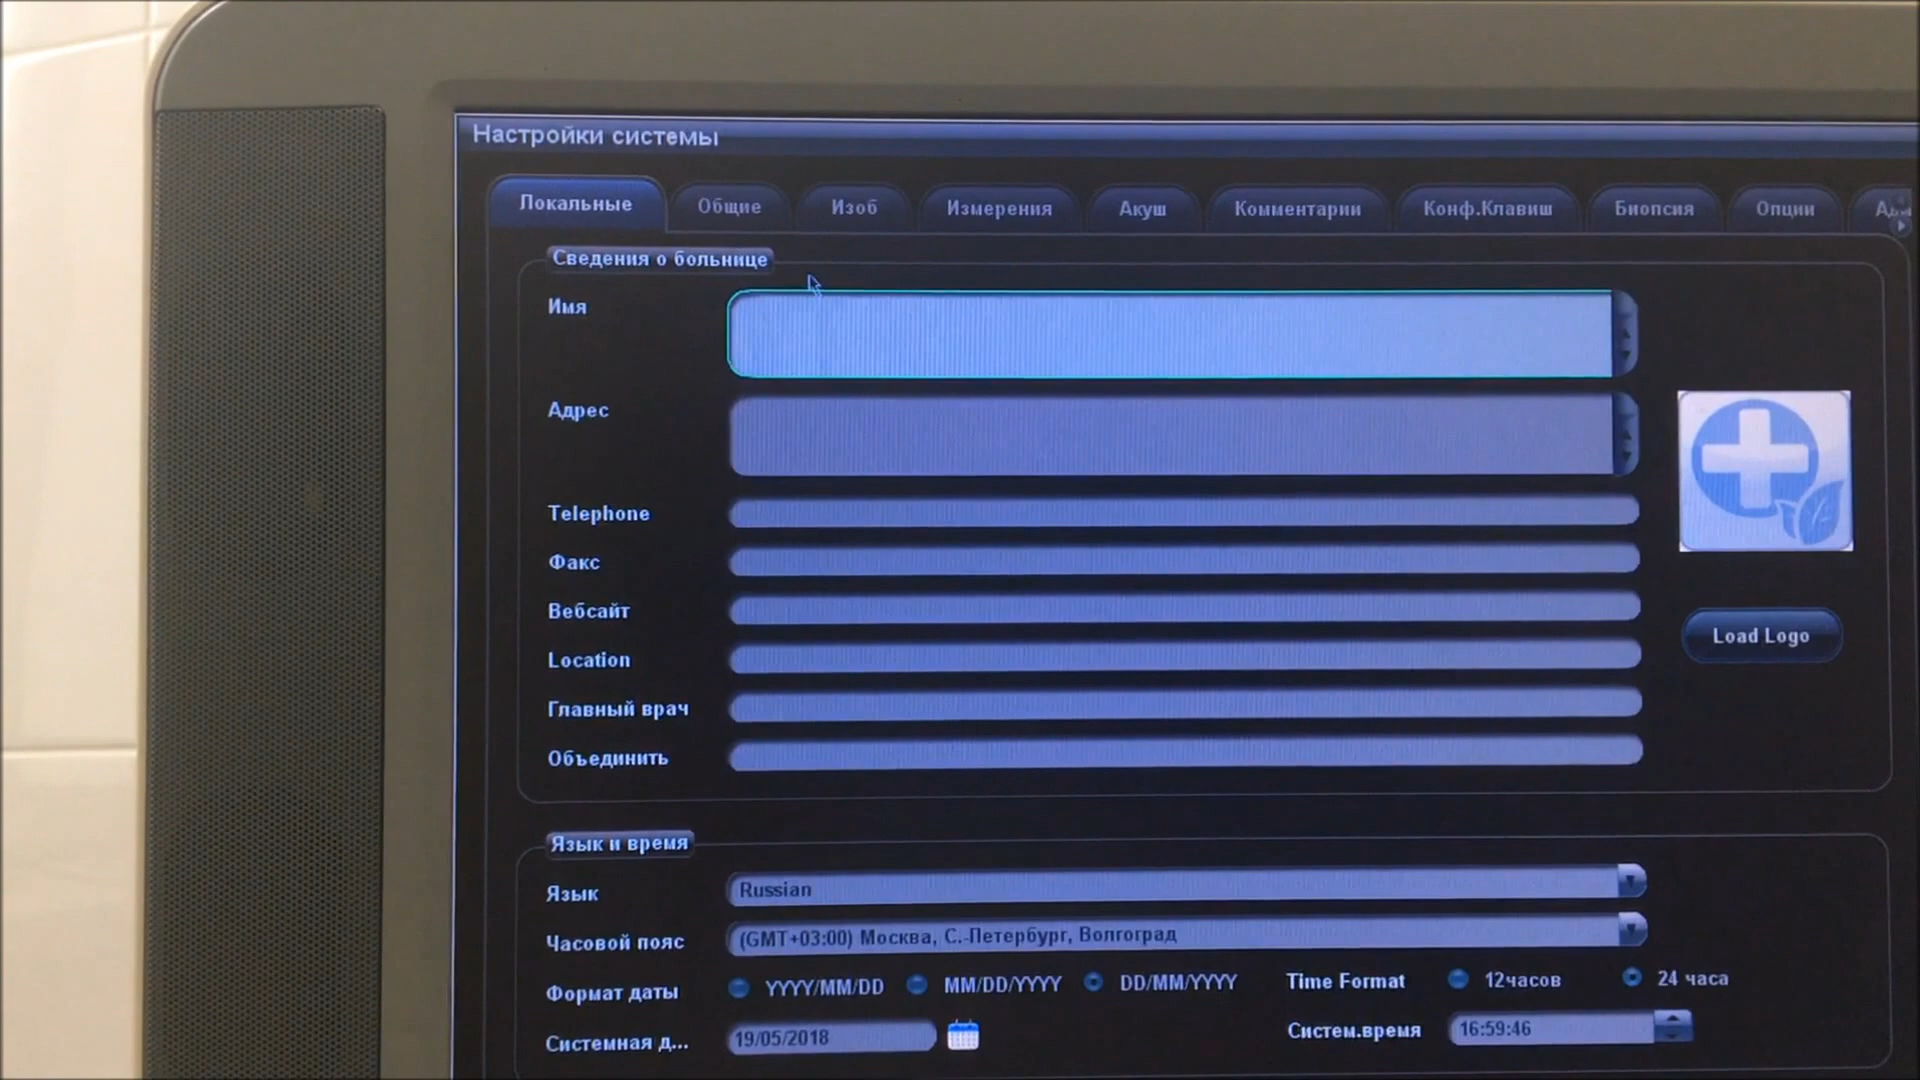 Настройки системы
Локальные Общие Изоб Измерения Акуш Комментарии Конф.Клавиш Биопсия Опции
Сведения о больнице
Имя
Адрес
Telephone
Факс
Вебсайт
Location
Load Logo
Главный врач
Объединить
Язык и время
Язык Russian
Часовой пояс (GMT+03:00) Москва, С.-Петербург, Волгоград
Формат даты YYYY/MM/DD MM/DD/YYYY DD/MM/YYYY Time Format 12часов 24 часа
Системная д... 19/05/2018 Систем.время 16:59:46